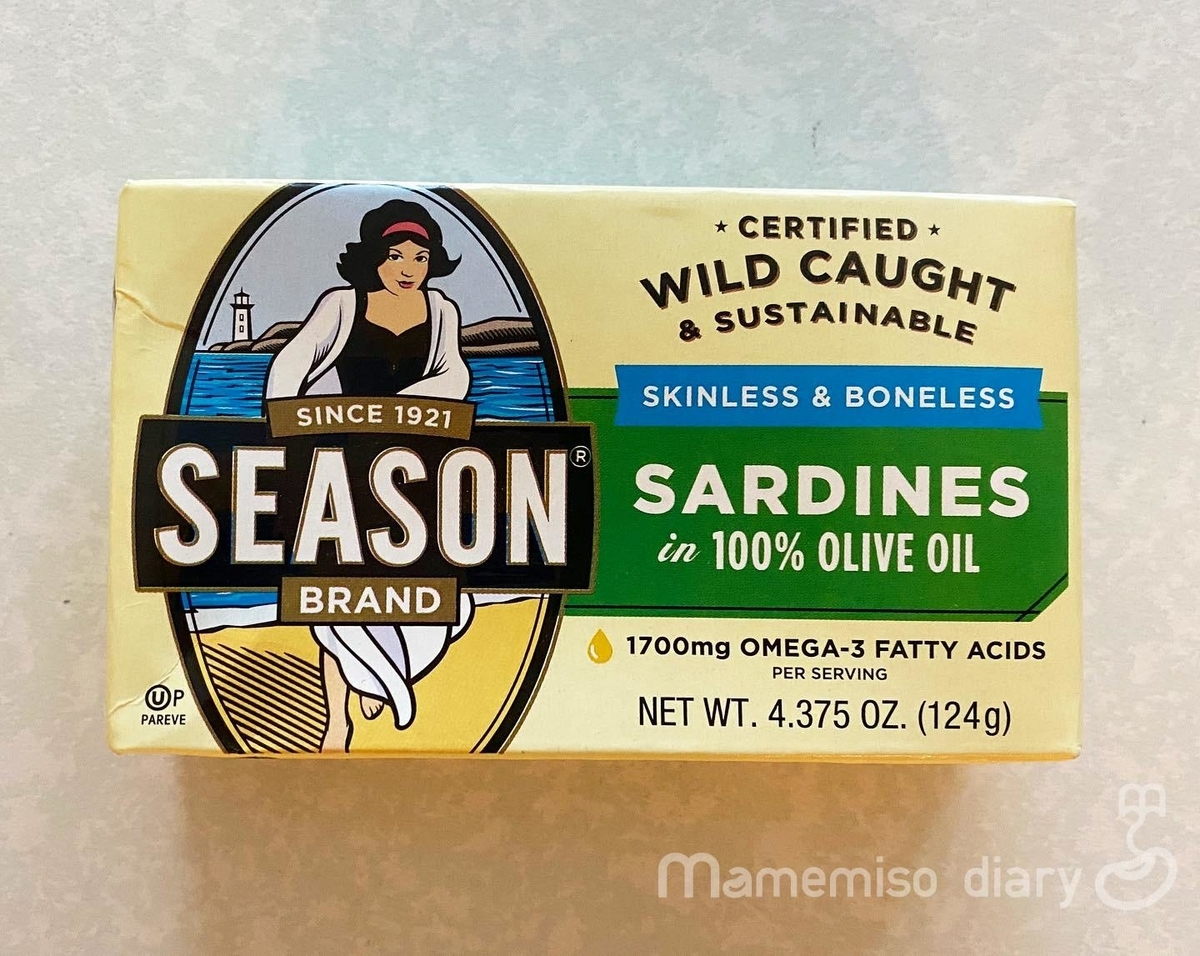 SINCE 1921
SEASON®
BRAND
UP
PAREVE
★ CERTIFIED ★
WILD CAUGHT
& SUSTAINABLE
SKINLESS & BONELESS
SARDINES
in 100% OLIVE OIL
1700mg OMEGA-3 FATTY ACIDS
PER SERVING
NET WT. 4.375 OZ. (124g)
Mamemiso diary